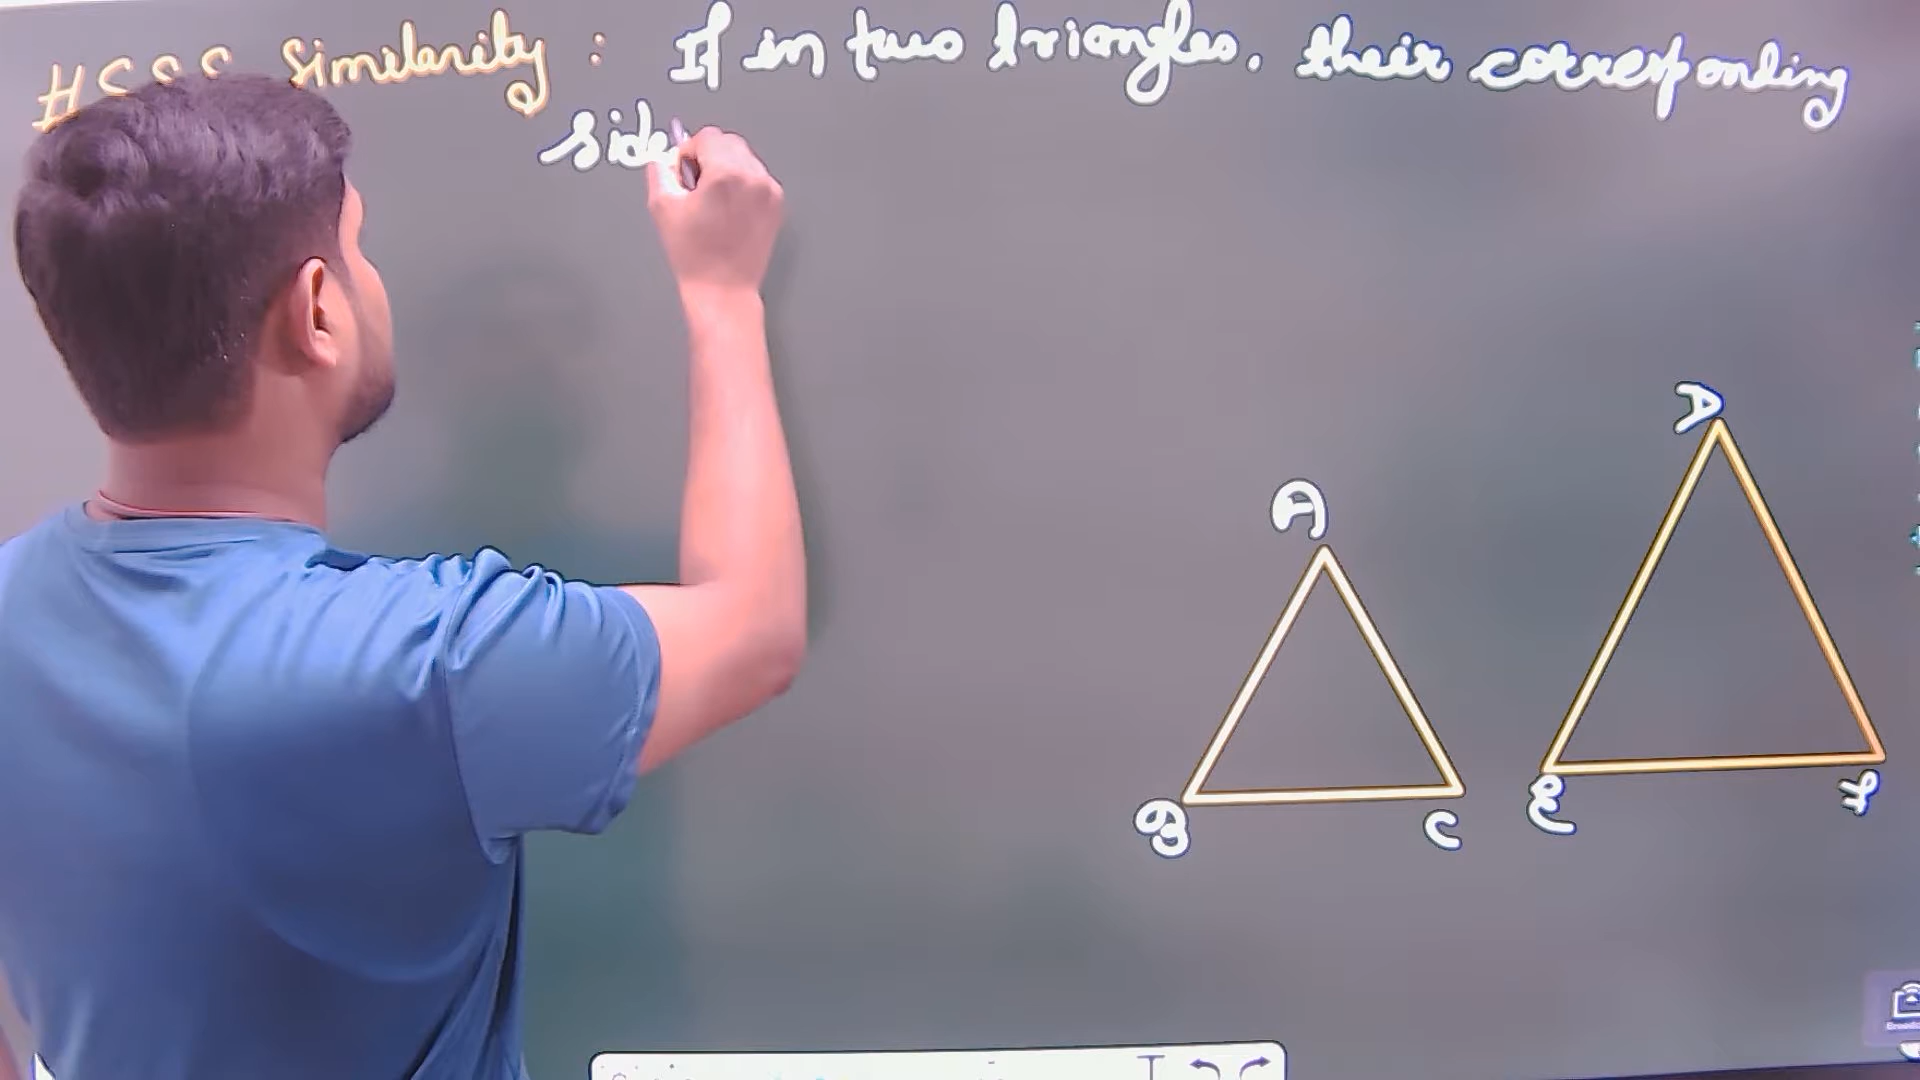 #SSS Similarity : If in two triangles, their corresponding
side
D
A
B
C
E
F